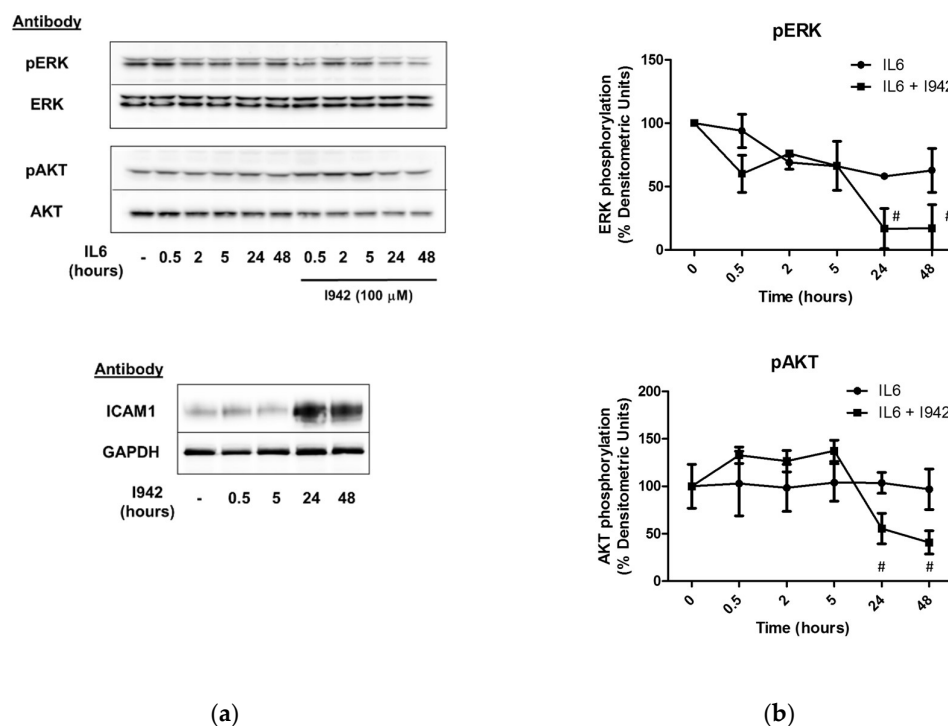 Antibody
pERK
ERK
pAKT
AKT
IL6 (hours) - 0.5 2 5 24 48 0.5 2 5 24 48
I942 (100 μM)
Antibody
ICAM1
GAPDH
I942 (hours) - 0.5 5 24 48
(a)
pERK
IL6
IL6 + I942
ERK phosphorylation
(% Densitometric Units)
150
100
50
0
#
#
0 0.5 2 5 24 48
Time (hours)
pAKT
IL6
IL6 + I942
AKT phosphorylation
(% Densitometric Units)
200
150
100
50
0
# #
0 0.5 2 5 24 48
Time (hours)
(b)